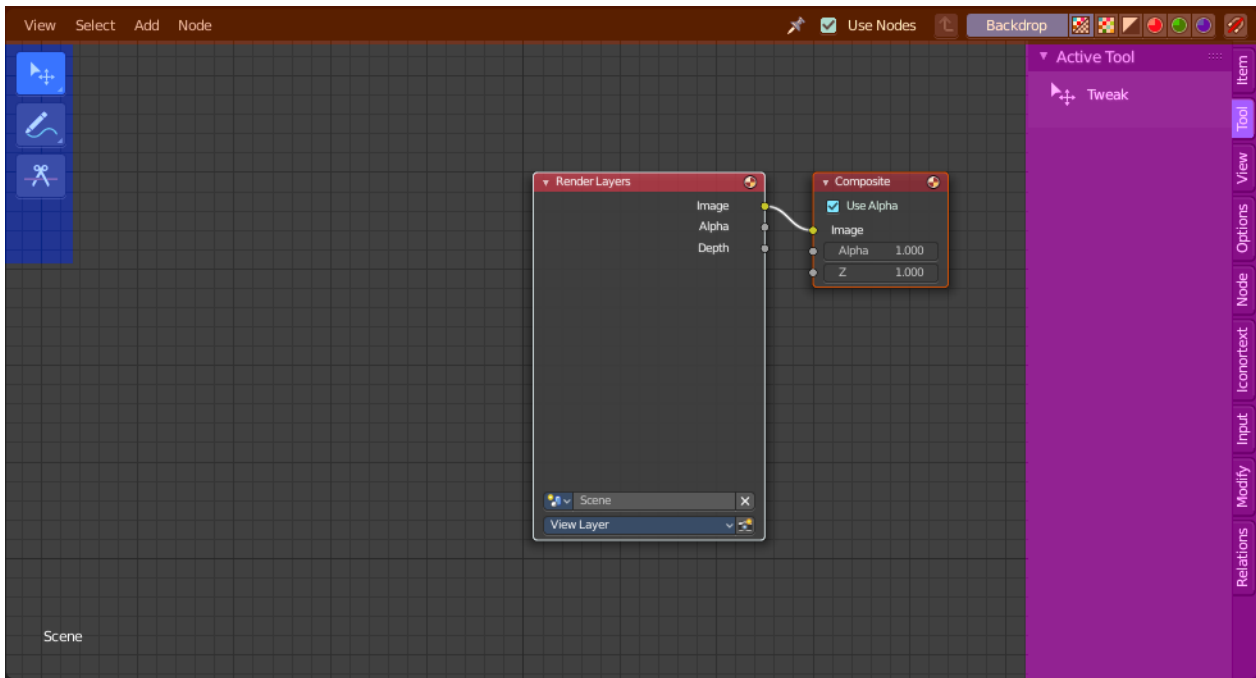 View Select Add Node Use Nodes Backdrop
Active Tool
Tweak
Item
Tool
View
Options
Node
Iconortext
Input
Modify
Relations
Render Layers
Image
Alpha
Depth
Scene
View Layer
Composite
Use Alpha
Image
Alpha 1.000
Z 1.000
Scene